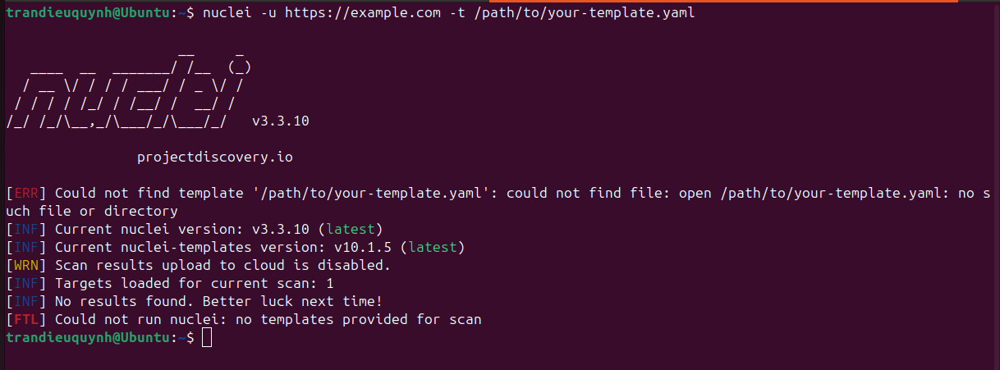 trandieuquynh@Ubuntu:~$ nuclei -u https://example.com -t /path/to/your-template.yaml
                     __     _
   ____  __  _______/ /__  (_)
  / __ \/ / / / ___/ / _ \/ /
 / / / / /_/ / /__/ /  __/ /
/_/ /_/\__,_/\___/_/\___/_/   v3.3.10
projectdiscovery.io
[ERR] Could not find template '/path/to/your-template.yaml': could not find file: open /path/to/your-template.yaml: no s
uch file or directory
[INF] Current nuclei version: v3.3.10 (latest)
[INF] Current nuclei-templates version: v10.1.5 (latest)
[WRN] Scan results upload to cloud is disabled.
[INF] Targets loaded for current scan: 1
[INF] No results found. Better luck next time!
[FTL] Could not run nuclei: no templates provided for scan
trandieuquynh@Ubuntu:~$